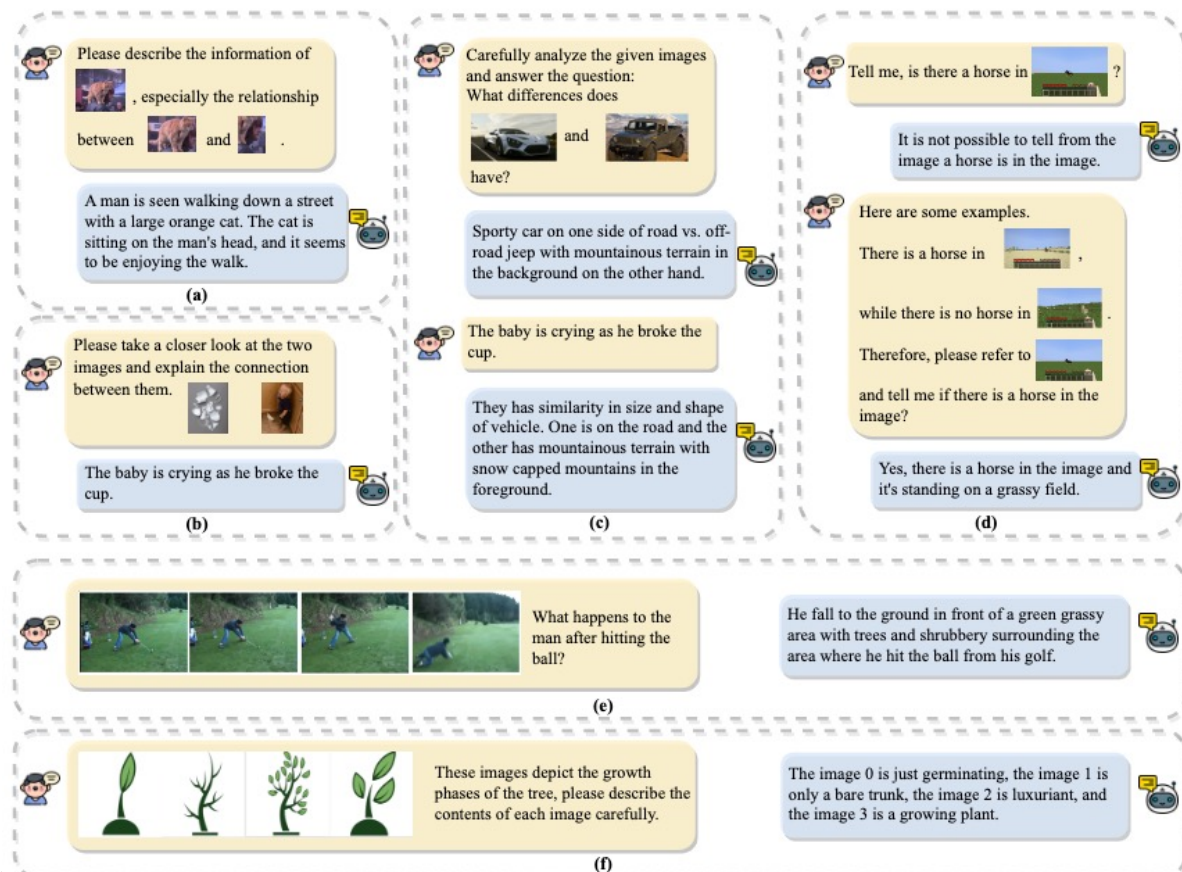 Please describe the information of
, especially the relationship
between and .
A man is seen walking down a street
with a large orange cat. The cat is
sitting on the man's head, and it seems
to be enjoying the walk.
(a)
Please take a closer look at the two
images and explain the connection
between them.
The baby is crying as he broke the
cup.
(b)
Carefully analyze the given images
and answer the question:
What differences does
and
have?
Sporty car on one side of road vs. off-
road jeep with mountainous terrain in
the background on the other hand.
The baby is crying as he broke the
cup.
They has similarity in size and shape
of vehicle. One is on the road and the
other has mountainous terrain with
snow capped mountains in the
foreground.
(c)
Tell me, is there a horse in ?
It is not possible to tell from the
image a horse is in the image.
Here are some examples.
There is a horse in ,
while there is no horse in .
Therefore, please refer to
and tell me if there is a horse in the
image?
Yes, there is a horse in the image and
it's standing on a grassy field.
(d)
What happens to the
man after hitting the
ball?
He fall to the ground in front of a green grassy
area with trees and shrubbery surrounding the
area where he hit the ball from his golf.
(e)
These images depict the growth
phases of the tree, please describe the
contents of each image carefully.
The image 0 is just germinating, the image 1 is
only a bare trunk, the image 2 is luxuriant, and
the image 3 is a growing plant.
(f)